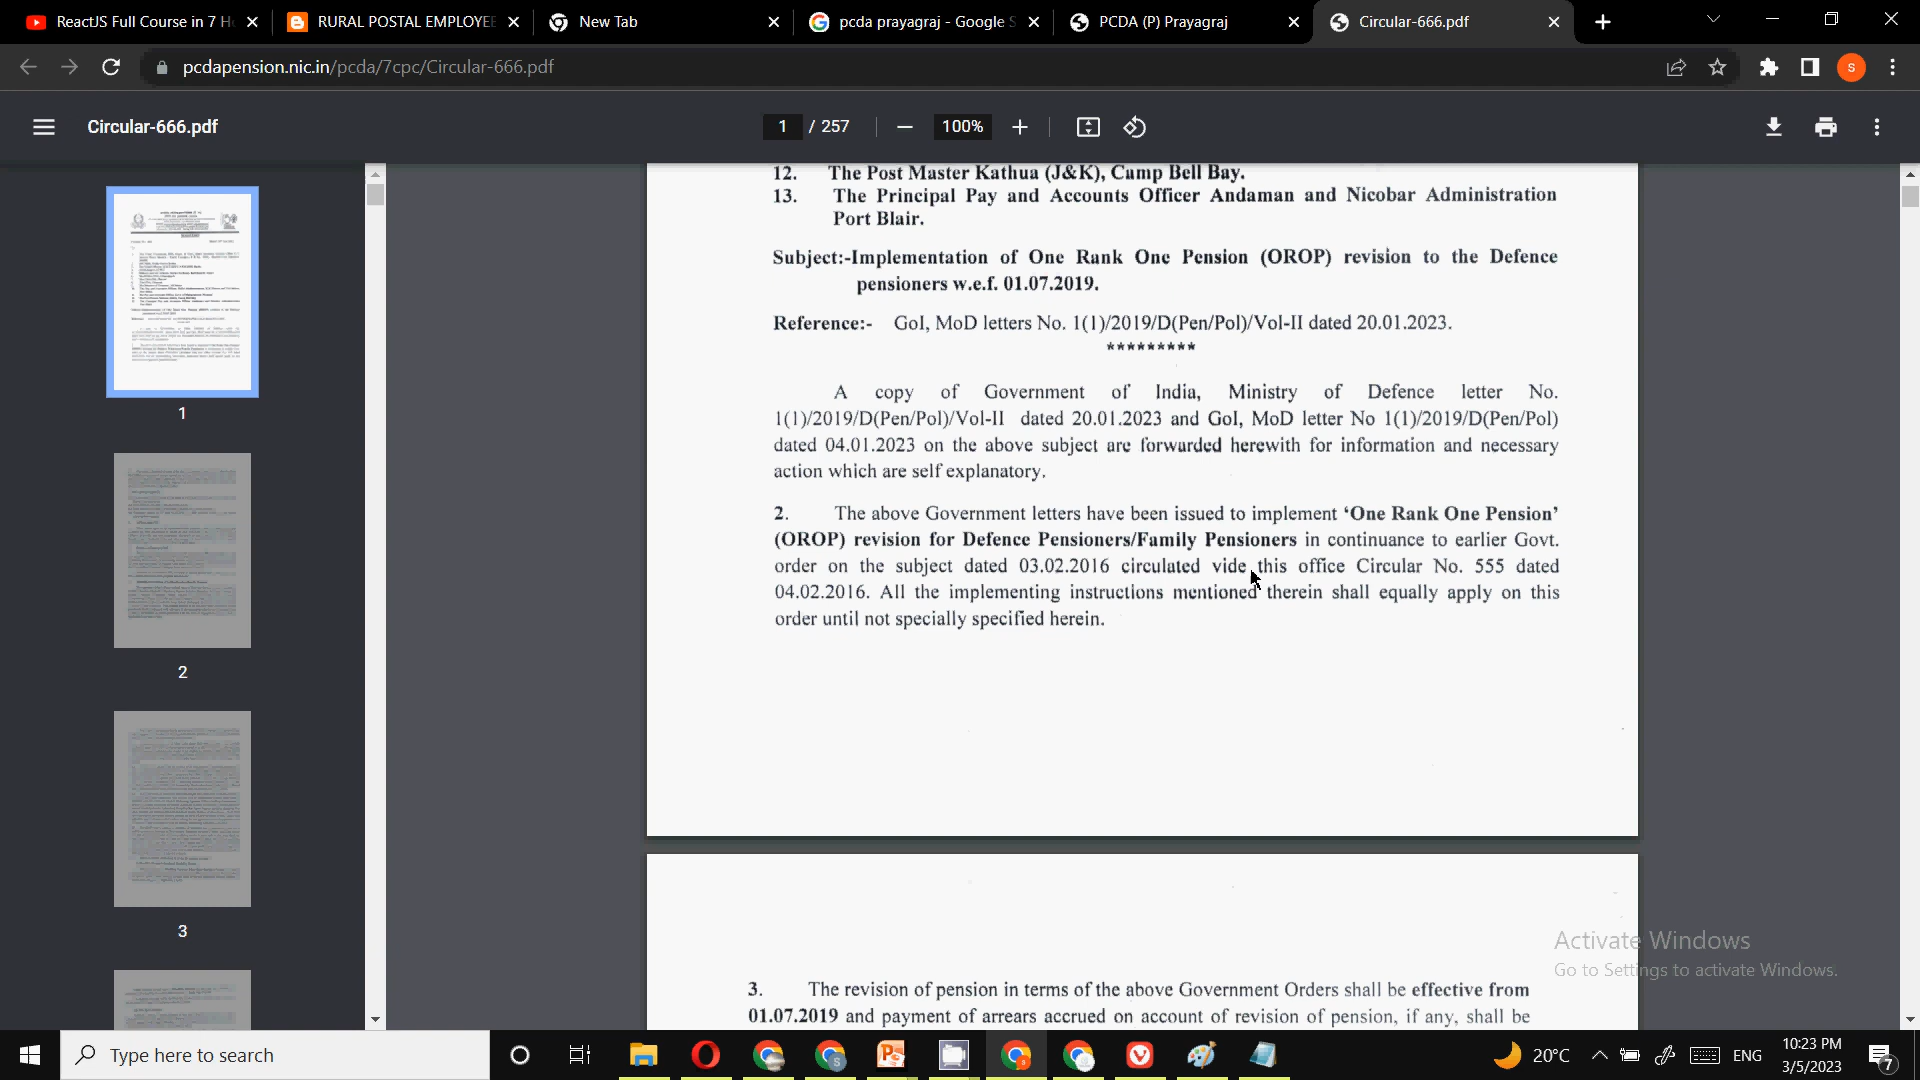 ReactJS Full Course in 7 H
RURAL POSTAL EMPLOYEE
New Tab
pcda prayagraj - Google S
PCDA (P) Prayagraj
Circular-666.pdf
pcdapension.nic.in/pcda/7cpc/Circular-666.pdf
s
Circular-666.pdf
1 / 257
100%
12. The Post Master Kathua (J&K), Camp Bell Bay.
13. The Principal Pay and Accounts Officer Andaman and Nicobar Administration
Port Blair.
Subject:-Implementation of One Rank One Pension (OROP) revision to the Defence
pensioners w.e.f. 01.07.2019.
Reference:- GoI, MoD letters No. 1(1)/2019/D(Pen/Pol)/Vol-II dated 20.01.2023.
*********
A copy of Government of India, Ministry of Defence letter No.
1(1)/2019/D(Pen/Pol)/Vol-II dated 20.01.2023 and GoI, MoD letter No 1(1)/2019/D(Pen/Pol)
dated 04.01.2023 on the above subject are forwarded herewith for information and necessary
action which are self explanatory.
2. The above Government letters have been issued to implement ‘One Rank One Pension’
(OROP) revision for Defence Pensioners/Family Pensioners in continuance to earlier Govt.
order on the subject dated 03.02.2016 circulated vide this office Circular No. 555 dated
04.02.2016. All the implementing instructions mentioned therein shall equally apply on this
order until not specially specified herein.
3. The revision of pension in terms of the above Government Orders shall be effective from
01.07.2019 and payment of arrears accrued on account of revision of pension, if any, shall be
1
2
3
Activate Windows
Go to Settings to activate Windows.
Type here to search
20°C
ENG
10:23 PM
3/5/2023
7